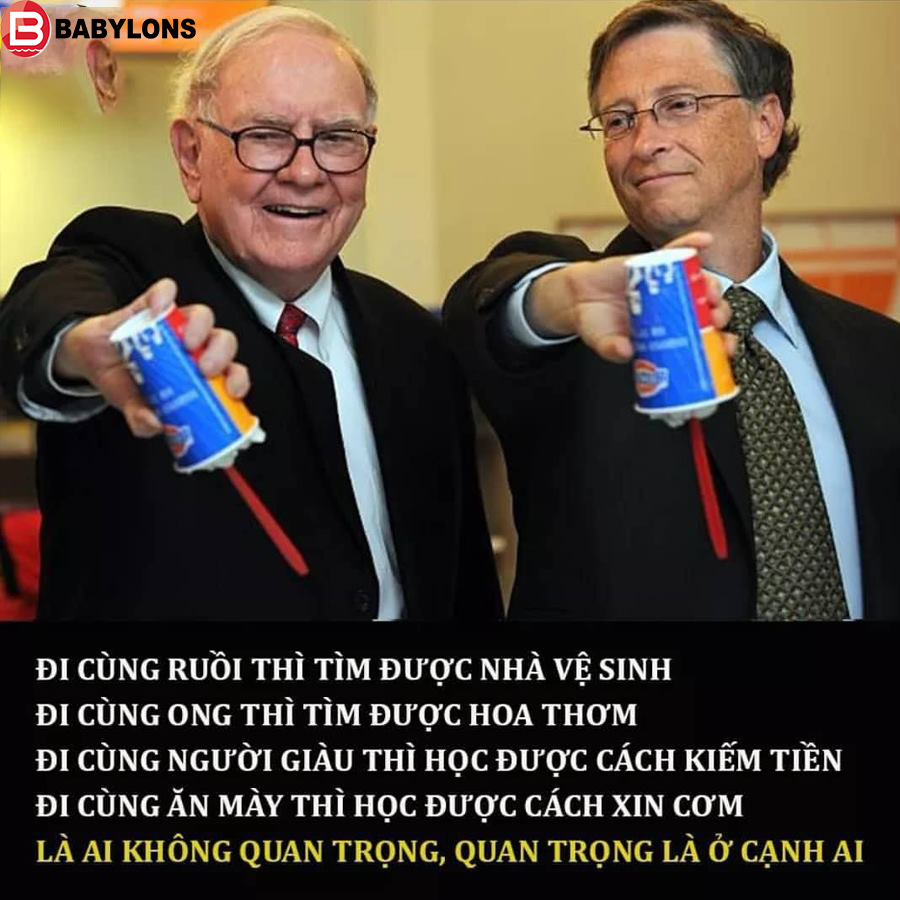 BABYLONS
ĐI CÙNG RUỒI THÌ TÌM ĐƯỢC NHÀ VỆ SINH
ĐI CÙNG ONG THÌ TÌM ĐƯỢC HOA THƠM
ĐI CÙNG NGƯỜI GIÀU THÌ HỌC ĐƯỢC CÁCH KIẾM TIỀN
ĐI CÙNG ĂN MÀY THÌ HỌC ĐƯỢC CÁCH XIN CƠM
LÀ AI KHÔNG QUAN TRỌNG, QUAN TRỌNG LÀ Ở CẠNH AI